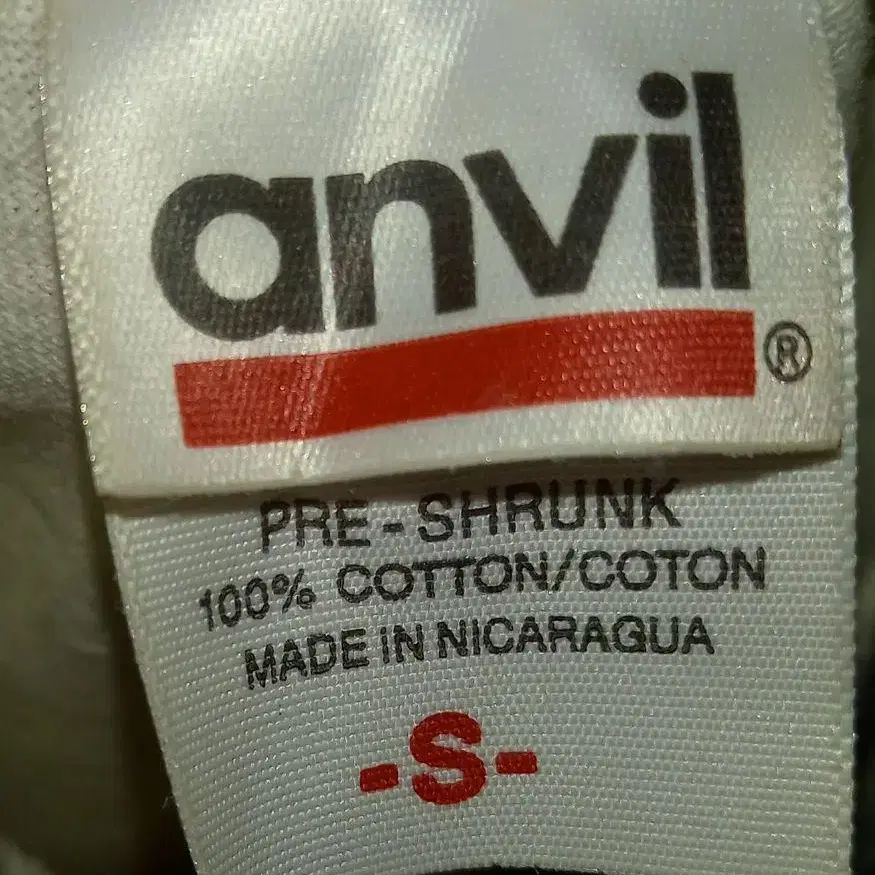 anvil
®
PRE-SHRUNK
100% COTTON/COTON
MADE IN NICARAGUA
-S-